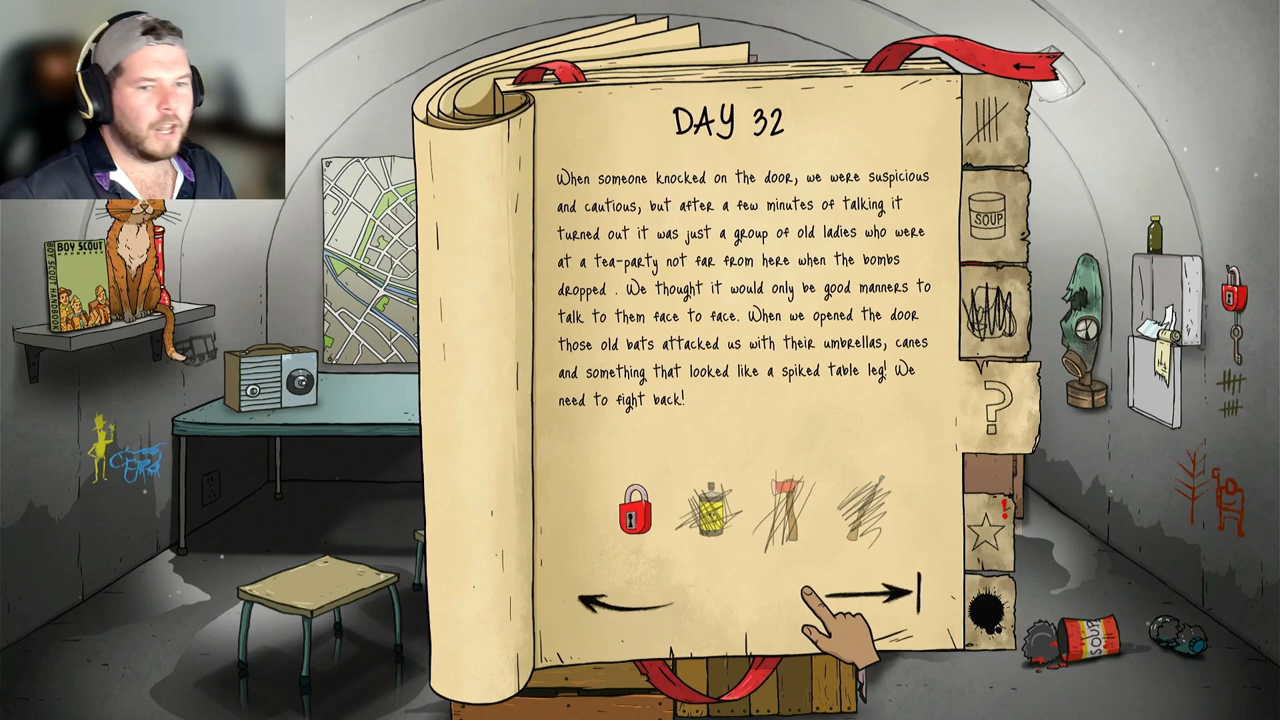 DAY 32
When someone knocked on the door, we were suspicious
and cautious, but after a few minutes of talking it
turned out it was just a group of old ladies who were
at a tea-party not far from here when the bombs
dropped . We thought it would only be good manners to
talk to them face to face. When we opened the door
those old bats attacked us with their umbrellas, canes
and something that looked like a spiked table leg! We
need to fight back!
SOUP
?
!
BOY SCOUT
HANDBOOK
BOY SCOUT HANDBOOK
SOUP